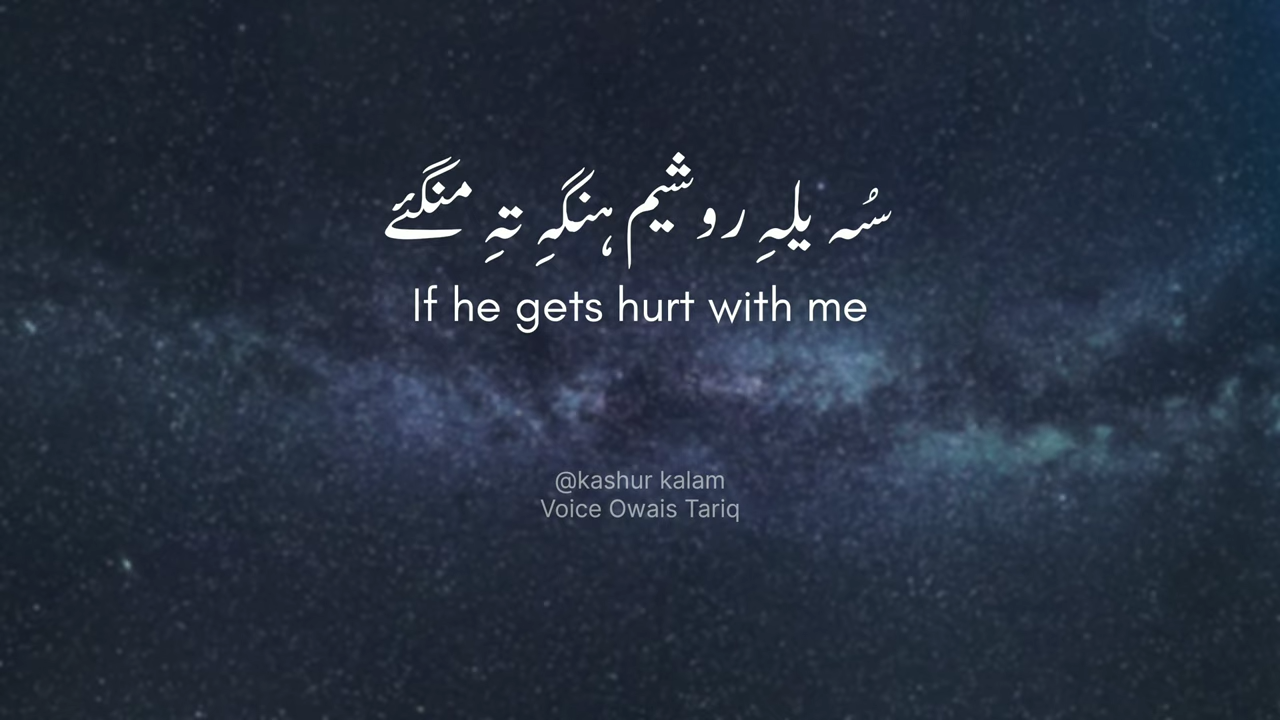 سُہ یلہِ روشیم ہنگہِ تہِ منگئے
If he gets hurt with me
@kashur kalam
Voice Owais Tariq